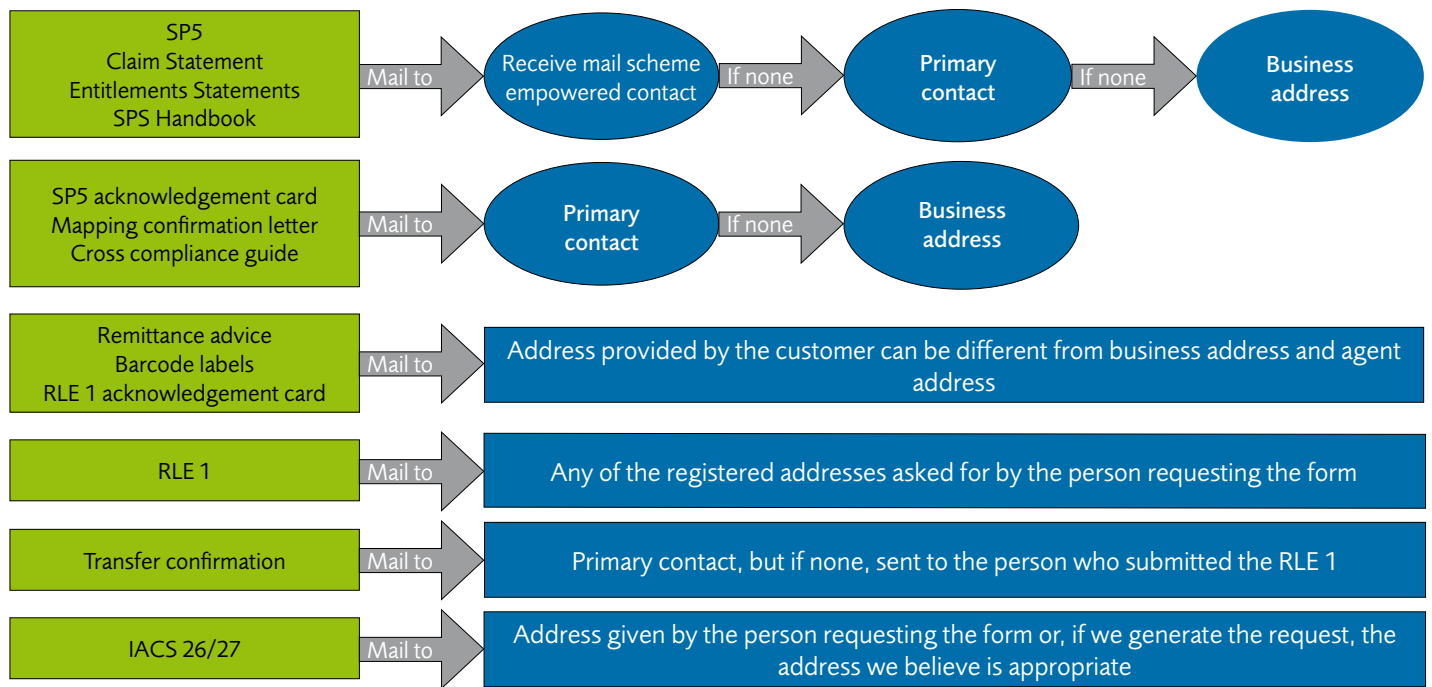 SP5
Claim Statement
Entitlements Statements
SPS Handbook
Mail to
Receive mail scheme
empowered contact
If none
Primary
contact
If none
Business
address
SP5 acknowledgement card
Mapping confirmation letter
Cross compliance guide
Mail to
Primary
contact
If none
Business
address
Remittance advice
Barcode labels
RLE 1 acknowledgement card
Mail to
Address provided by the customer can be different from business address and agent
address
RLE 1
Mail to
Any of the registered addresses asked for by the person requesting the form
Transfer confirmation
Mail to
Primary contact, but if none, sent to the person who submitted the RLE 1
IACS 26/27
Mail to
Address given by the person requesting the form or, if we generate the request, the
address we believe is appropriate